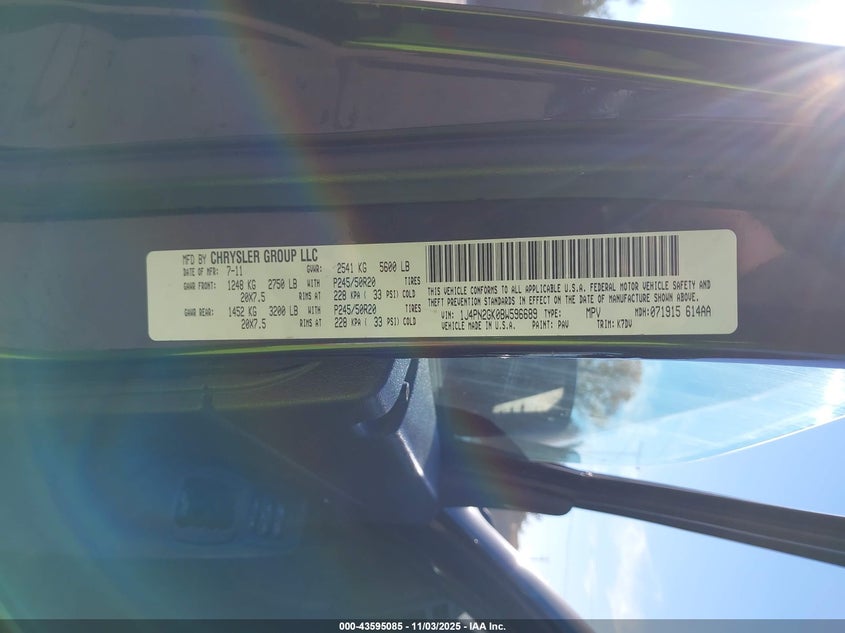 MFD BY CHRYSLER GROUP LLC
DATE OF MFR: 7-11 GVWR: 2541 KG 5600 LB
GAWR FRONT: 1248 KG 2750 LB WITH P245/50R20 TIRES
20X7.5 RIMS AT 228 KPA ( 33 PSI) COLD
GAWR REAR: 1452 KG 3200 LB WITH P245/50R20 TIRES
20X7.5 RIMS AT 228 KPA ( 33 PSI) COLD
THIS VEHICLE CONFORMS TO ALL APPLICABLE U.S.A. FEDERAL MOTOR VEHICLE SAFETY AND
THEFT PREVENTION STANDARDS IN EFFECT ON THE DATE OF MANUFACTURE SHOWN ABOVE.
VIN: 1J4PN2GK0BW596689 TYPE: MPV MDH: 071915 614AA
VEHICLE MADE IN U.S.A. PAINT: PAV TRIM: K7DV
000-43595085 - 11/03/2025 - IAA Inc.